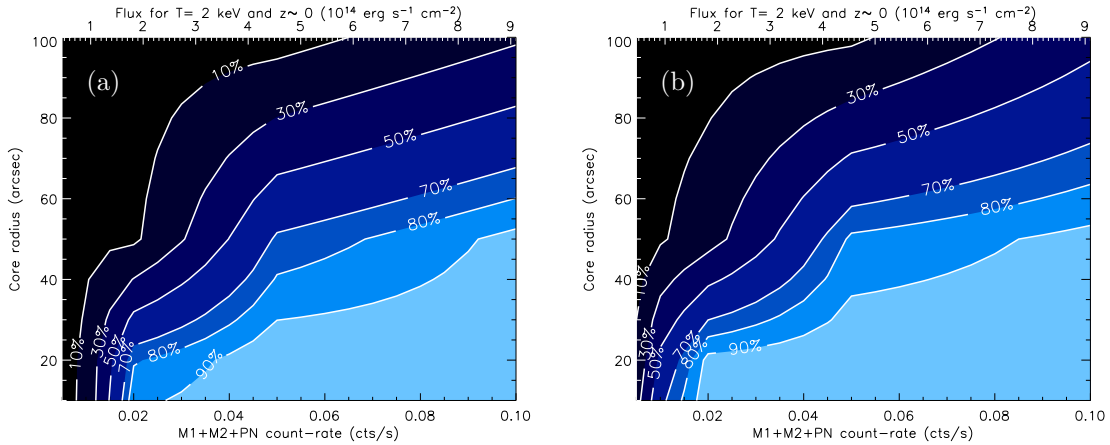 Flux for T= 2 keV and z~ 0 (10¹⁴ erg s⁻¹ cm⁻²)
1 2 3 4 5 6 7 8 9
100
80
60
40
20
Core radius (arcsec)
(a)
10%
30%
50%
70%
80%
90%
10%
30%
50%
70%
80%
0.02 0.04 0.06 0.08 0.10
M1+M2+PN count-rate (cts/s)
Flux for T= 2 keV and z~ 0 (10¹⁴ erg s⁻¹ cm⁻²)
1 2 3 4 5 6 7 8 9
100
80
60
40
20
Core radius (arcsec)
(b)
30%
50%
70%
80%
90%
30%
50%
70%
80%
0.02 0.04 0.06 0.08 0.10
M1+M2+PN count-rate (cts/s)